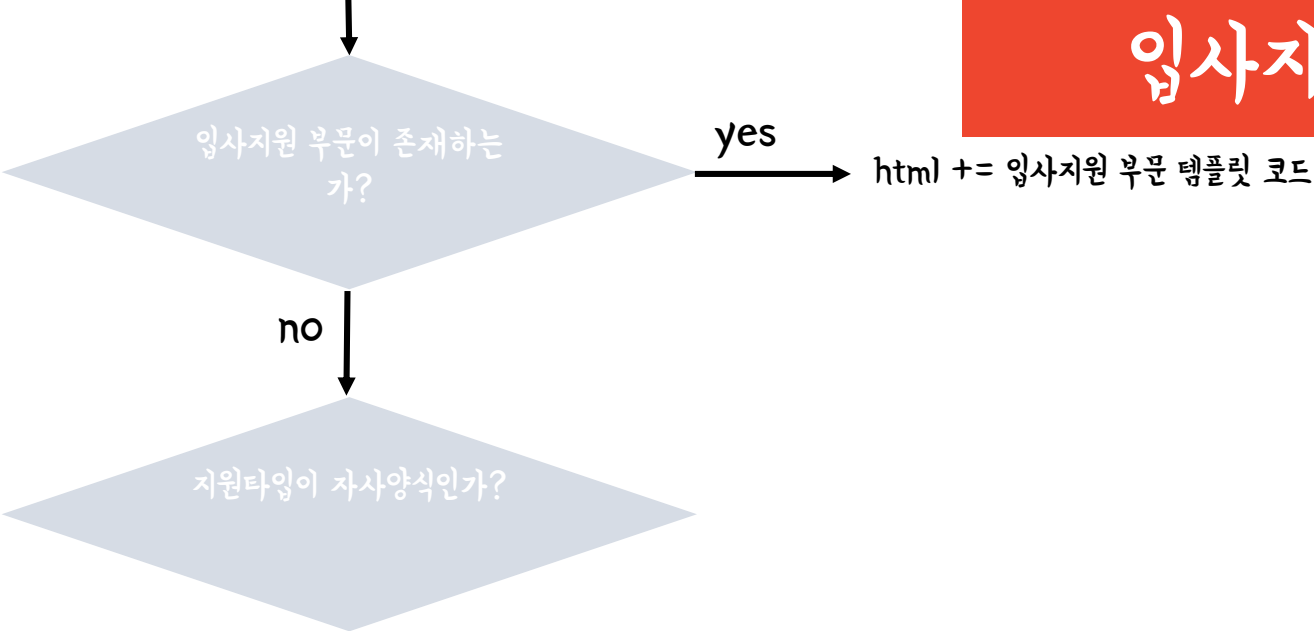 입사지
입사지원 부문이 존재하는
가?
yes
html += 입사지원 부문 템플릿 코드
no
지원타입이 자사양식인가?